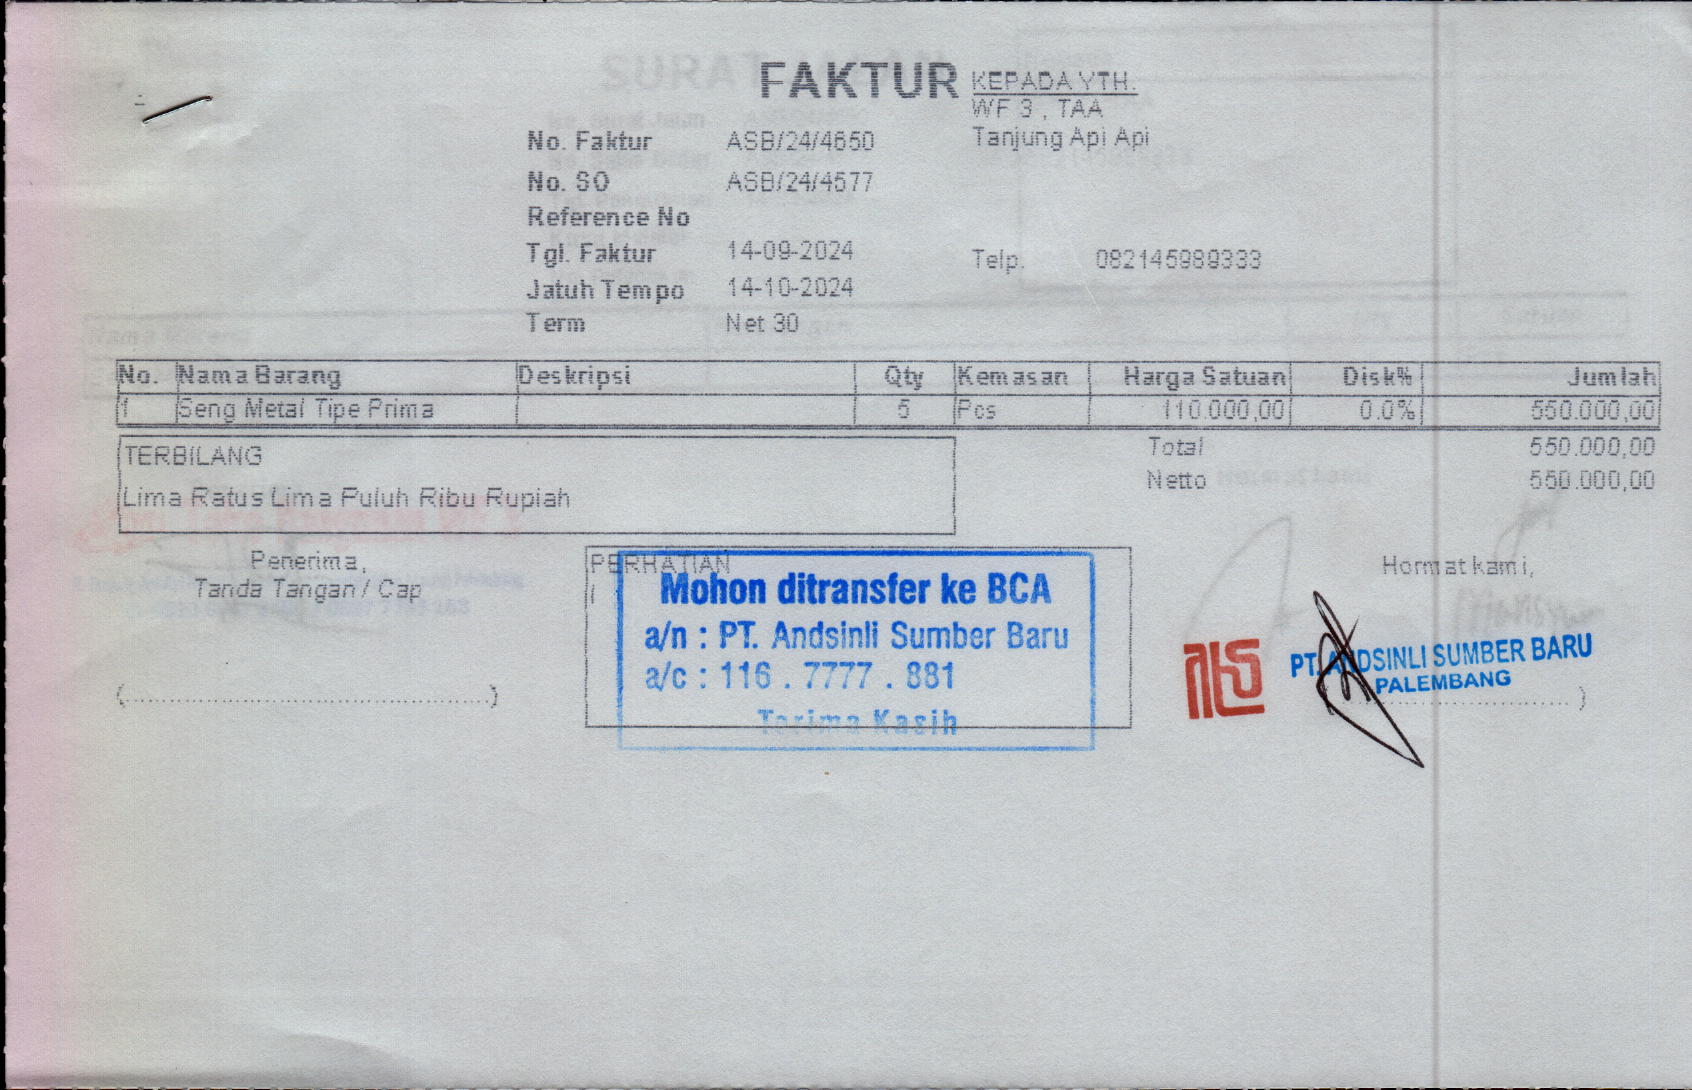 FAKTUR
KEPADA YTH.
WF 3 , TAA
Tanjung Api Api
No. Faktur ASB/24/4650
No. SO ASB/24/4577
Reference No
Tgl. Faktur 14-09-2024
Telp. 082145989333
Jatuh Tempo 14-10-2024
Term Net 30
No. Nama Barang Deskripsi Qty Kemasan Harga Satuan Disk% Jumlah
1 Seng Metal Tipe Prima 5 Pcs 110.000,00 0.0% 550.000,00
TERBILANG
Lima Ratus Lima Puluh Ribu Rupiah
Total 550.000,00
Netto 550.000,00
Penerima,
Tanda Tangan / Cap
(................................................)
PERHATIAN
Mohon ditransfer ke BCA
a/n : PT. Andsinli Sumber Baru
a/c : 116 . 7777 . 881
Terima Kasih
Hormat kami,
PT. ANDSINLI SUMBER BARU
PALEMBANG